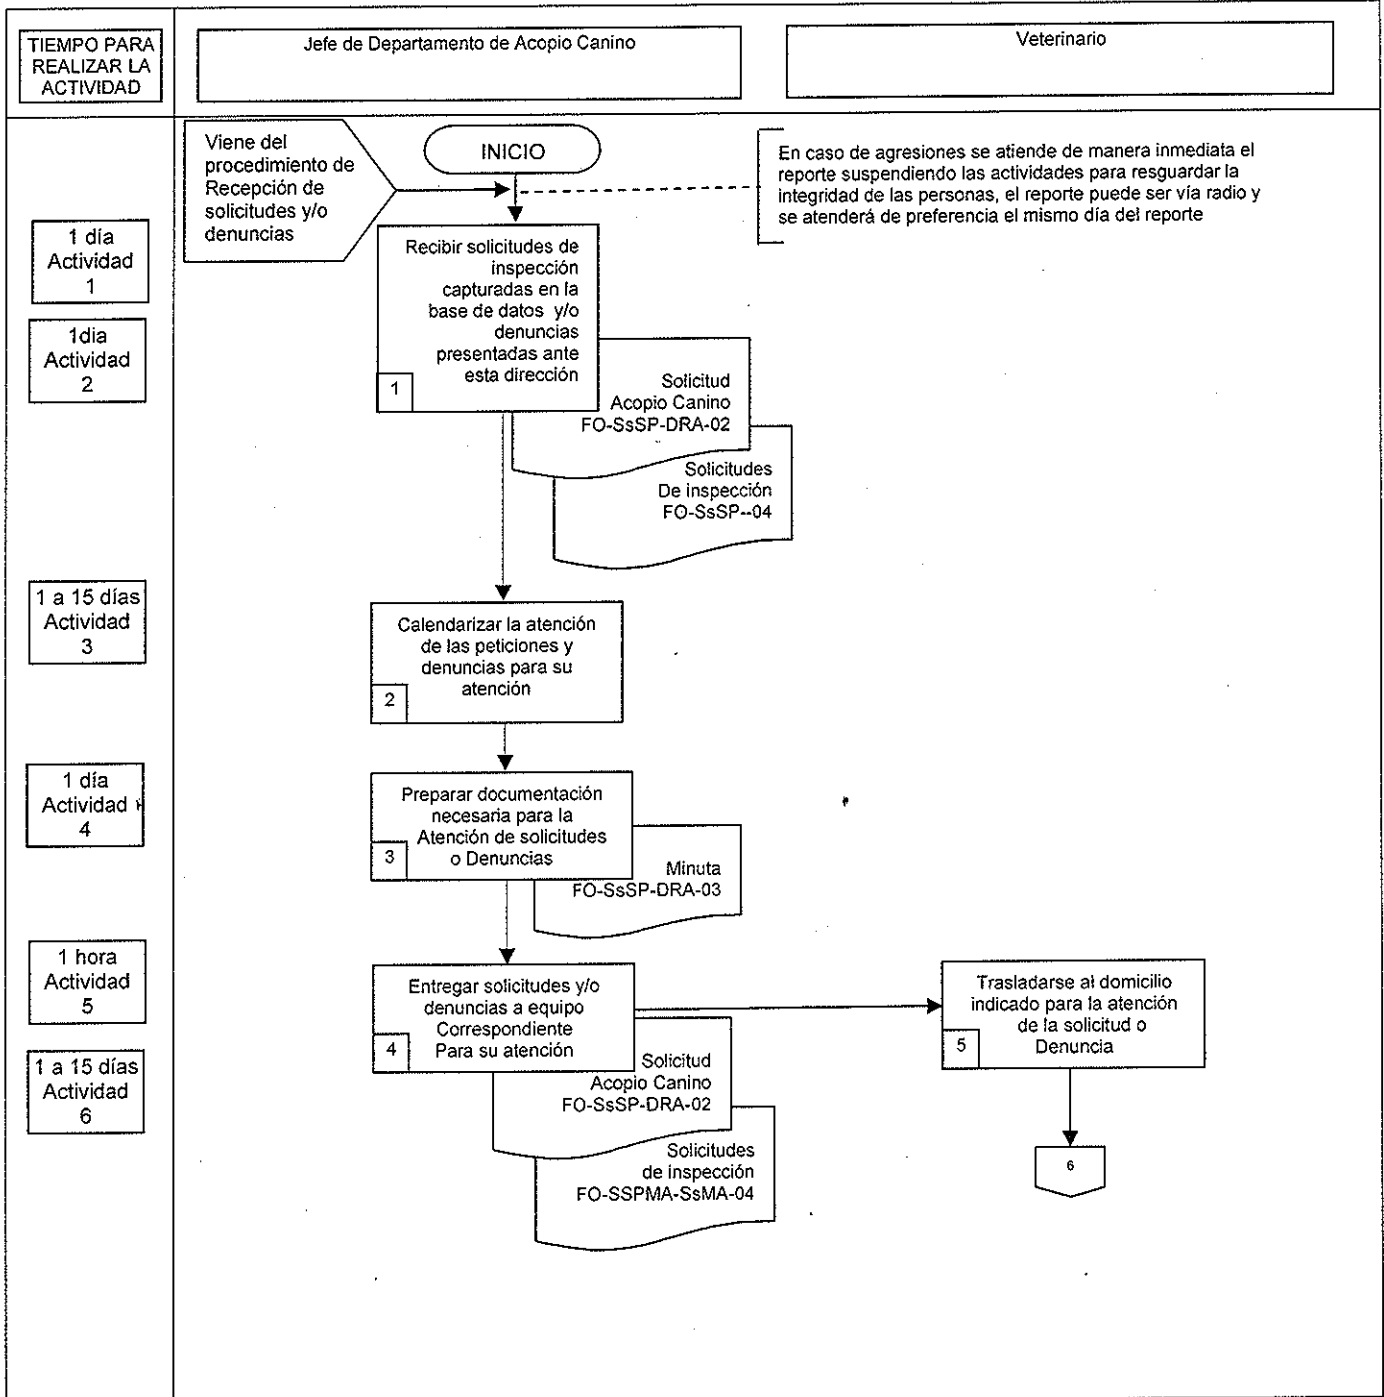 TIEMPO PARA
REALIZAR LA
ACTIVIDAD
Jefe de Departamento de Acopio Canino
Veterinario
Viene del
procedimiento de
Recepción de
solicitudes y/o
denuncias
INICIO
En caso de agresiones se atiende de manera inmediata el
reporte suspendiendo las actividades para resguardar la
integridad de las personas, el reporte puede ser vía radio y
se atenderá de preferencia el mismo día del reporte
1 día
Actividad
1
1dia
Actividad
2
Recibir solicitudes de
inspección
capturadas en la
base de datos y/o
denuncias
presentadas ante
esta dirección
1
Solicitud
Acopio Canino
FO-SsSP-DRA-02
Solicitudes
De inspección
FO-SsSP--04
1 a 15 días
Actividad
3
Calendarizar la atención
de las peticiones y
denuncias para su
atención
2
1 día
Actividad
4
Preparar documentación
necesaria para la
Atención de solicitudes
o Denuncias
3
Minuta
FO-SsSP-DRA-03
1 hora
Actividad
5
Entregar solicitudes y/o
denuncias a equipo
Correspondiente
Para su atención
4
Trasladarse al domicilio
indicado para la atención
de la solicitud o
Denuncia
5
1 a 15 días
Actividad
6
Solicitud
Acopio Canino
FO-SsSP-DRA-02
Solicitudes
de inspección
FO-SSPMA-SsMA-04
6